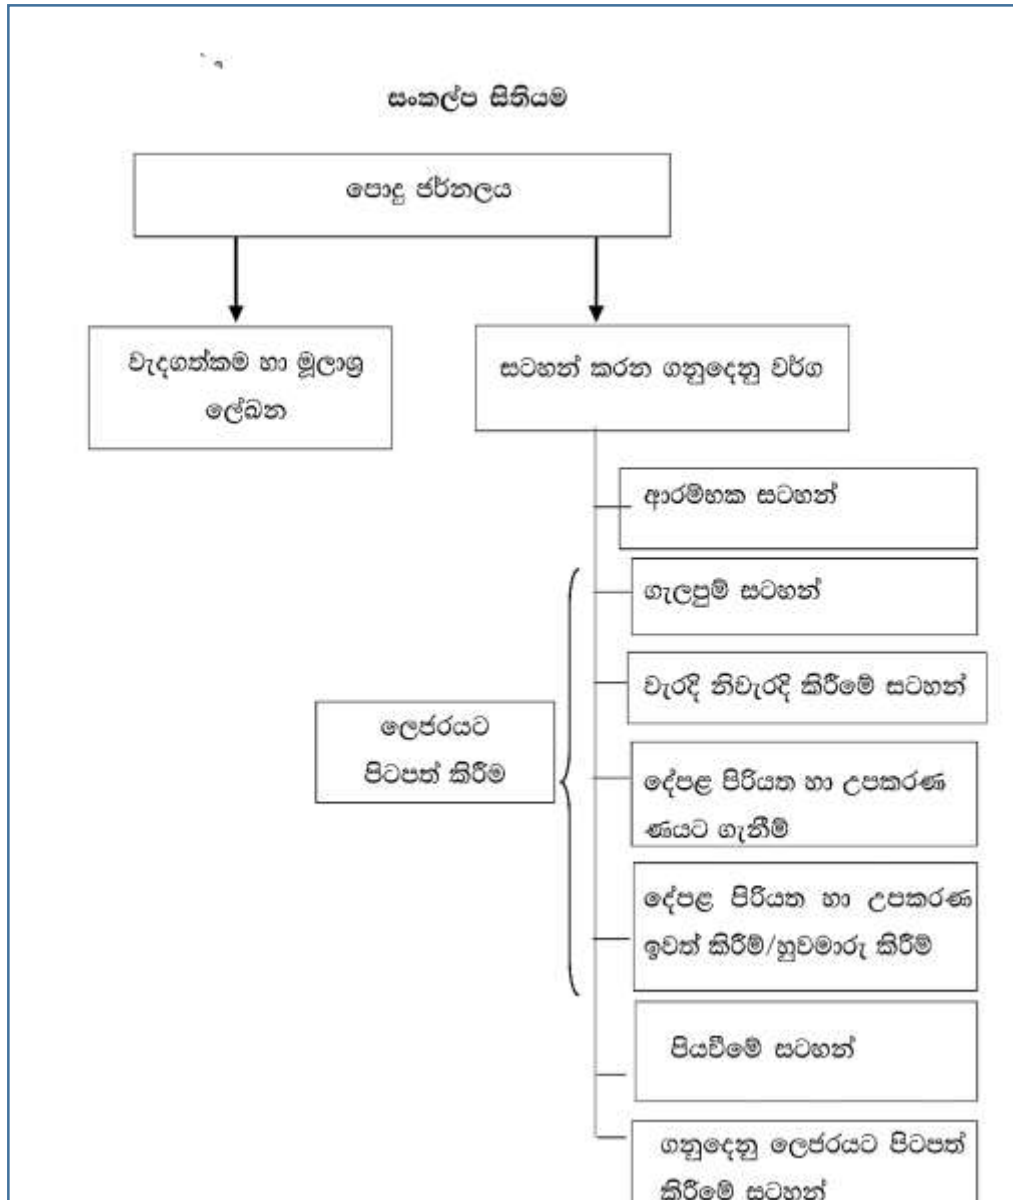 සංකල්ප සිතියම
පොදු ජර්නලය
වැදගත්කම හා මූලාශ්‍ර
ලේඛන
සටහන් කරන ගනුදෙනු වර්ග
ආරම්භක සටහන්
ගැලපුම් සටහන්
වැරදි නිවැරදි කිරීමේ සටහන්
ලෙජරයට
පිටපත් කිරීම
දේපළ පිරියත හා උපකරණ
ණයට ගැනීම්
දේපළ පිරියත හා උපකරණ
ඉවත් කිරීම්/හුවමාරු කිරීම්
පියවීමේ සටහන්
ගනුදෙනු ලෙජරයට පිටපත්
කිරීමේ සටහන්